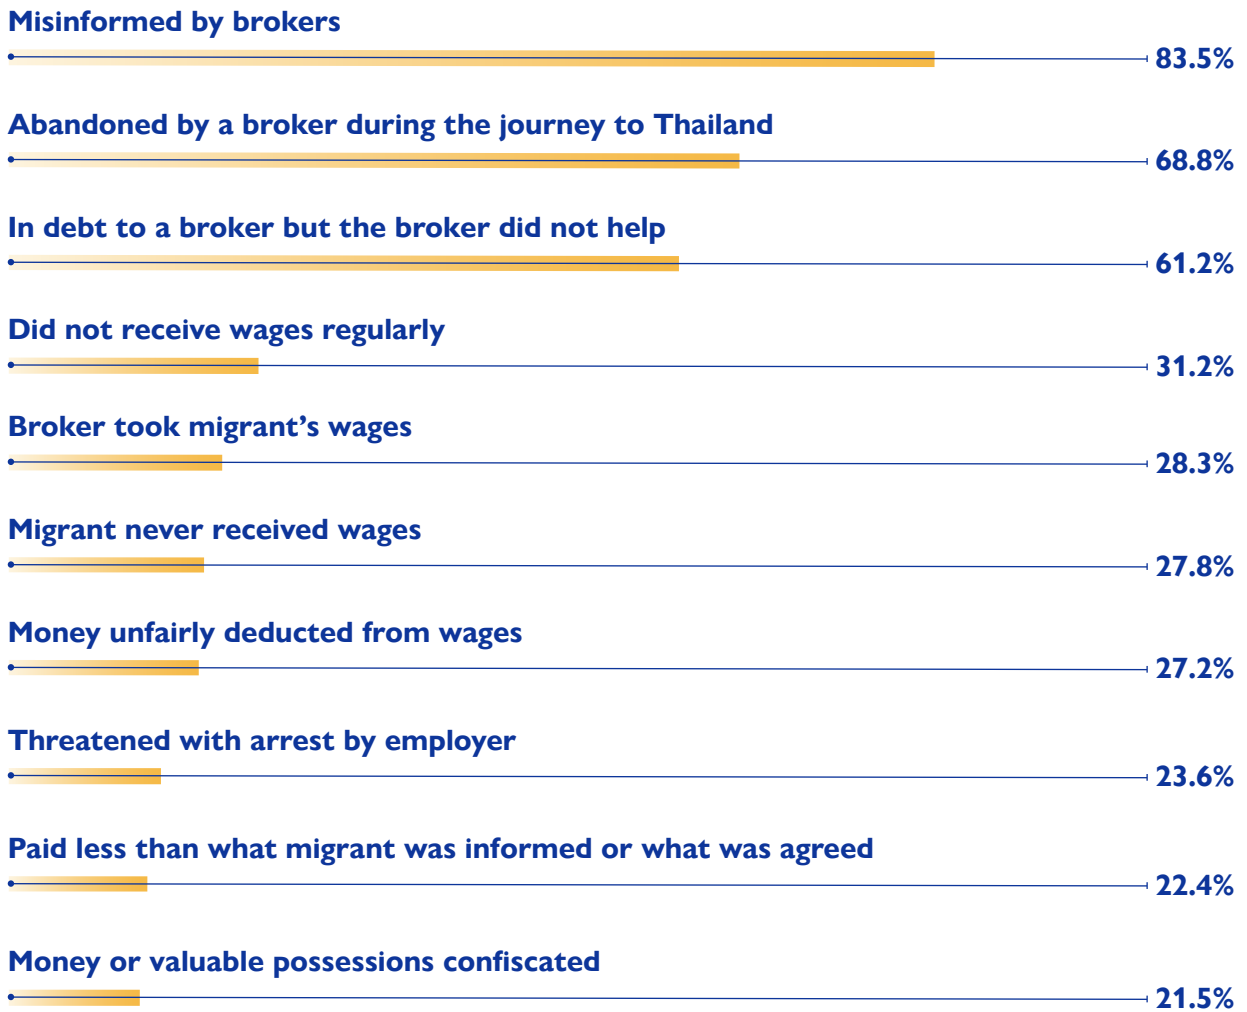 Misinformed by brokers
83.5%
Abandoned by a broker during the journey to Thailand
68.8%
In debt to a broker but the broker did not help
61.2%
Did not receive wages regularly
31.2%
Broker took migrant’s wages
28.3%
Migrant never received wages
27.8%
Money unfairly deducted from wages
27.2%
Threatened with arrest by employer
23.6%
Paid less than what migrant was informed or what was agreed
22.4%
Money or valuable possessions confiscated
21.5%